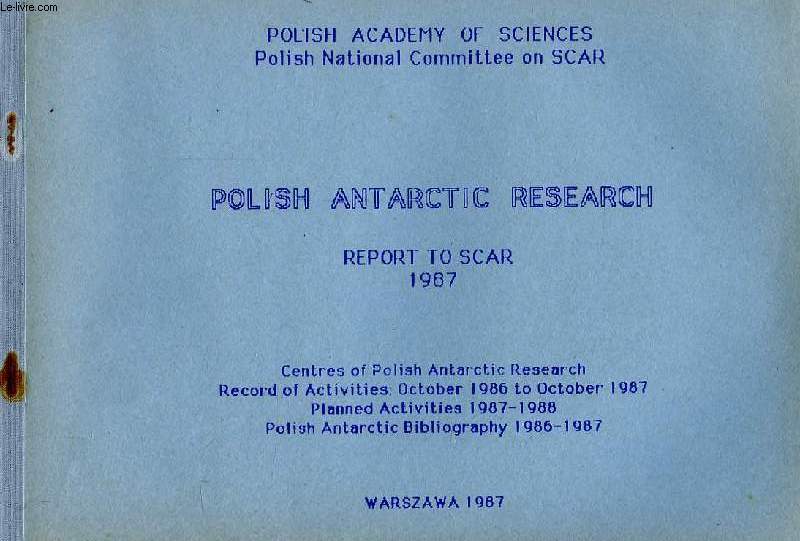 Le-livre.com
POLISH ACADEMY OF SCIENCES
Polish National Committee on SCAR
POLISH ANTARCTIC RESEARCH
REPORT TO SCAR
1987
Centres of Polish Antarctic Research
Record of Activities: October 1986 to October 1987
Planned Activities 1987-1988
Polish Antarctic Bibliography 1986-1987
WARSZAWA 1987